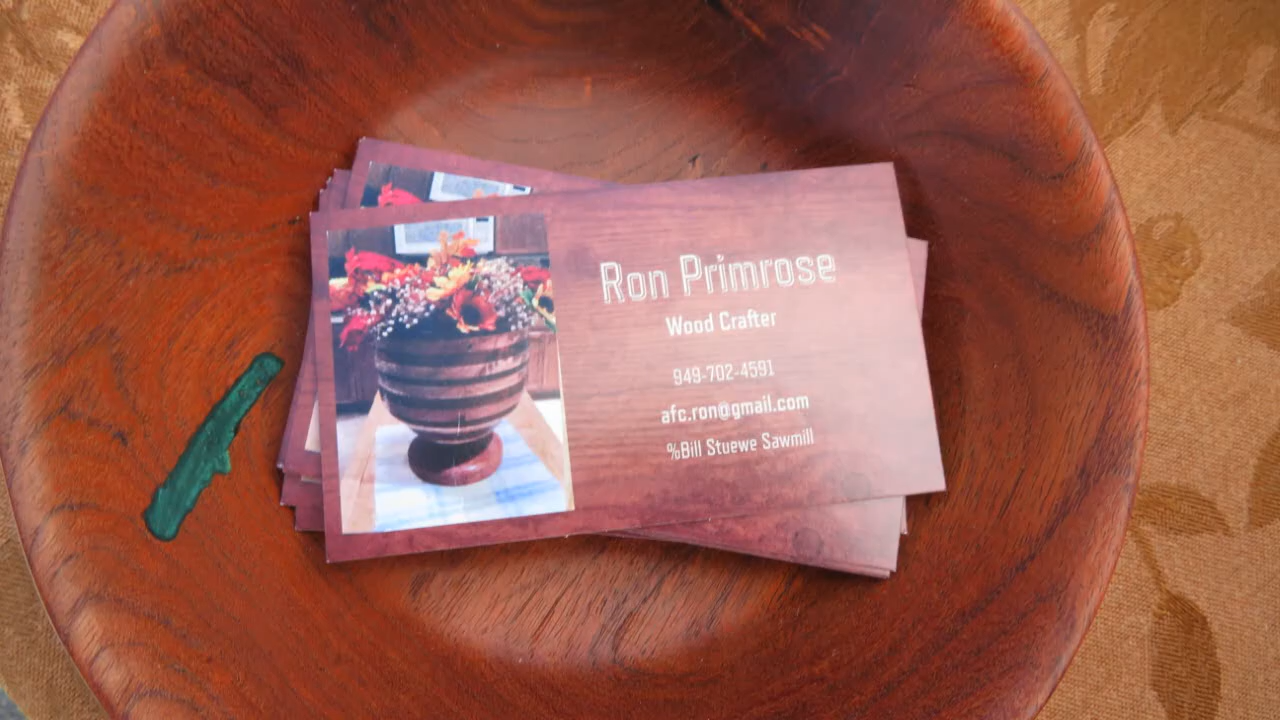 Ron Primrose
Wood Crafter
949-702-4591
afc.ron@gmail.com
%Bill Stuewe Sawmill